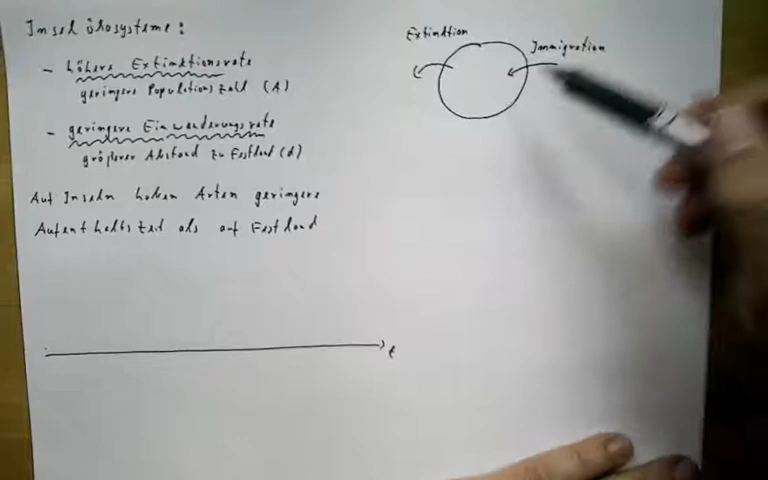 Inselökosysteme:
- höhere Extinktionsrate
geringere Populationszahl (A)
- geringere Einwanderungsrate
größerer Abstand zu Festland (d)
Auf Inseln haben Arten geringere
Aufenthaltszeit als auf Festland
t
Extinktion
Immigration